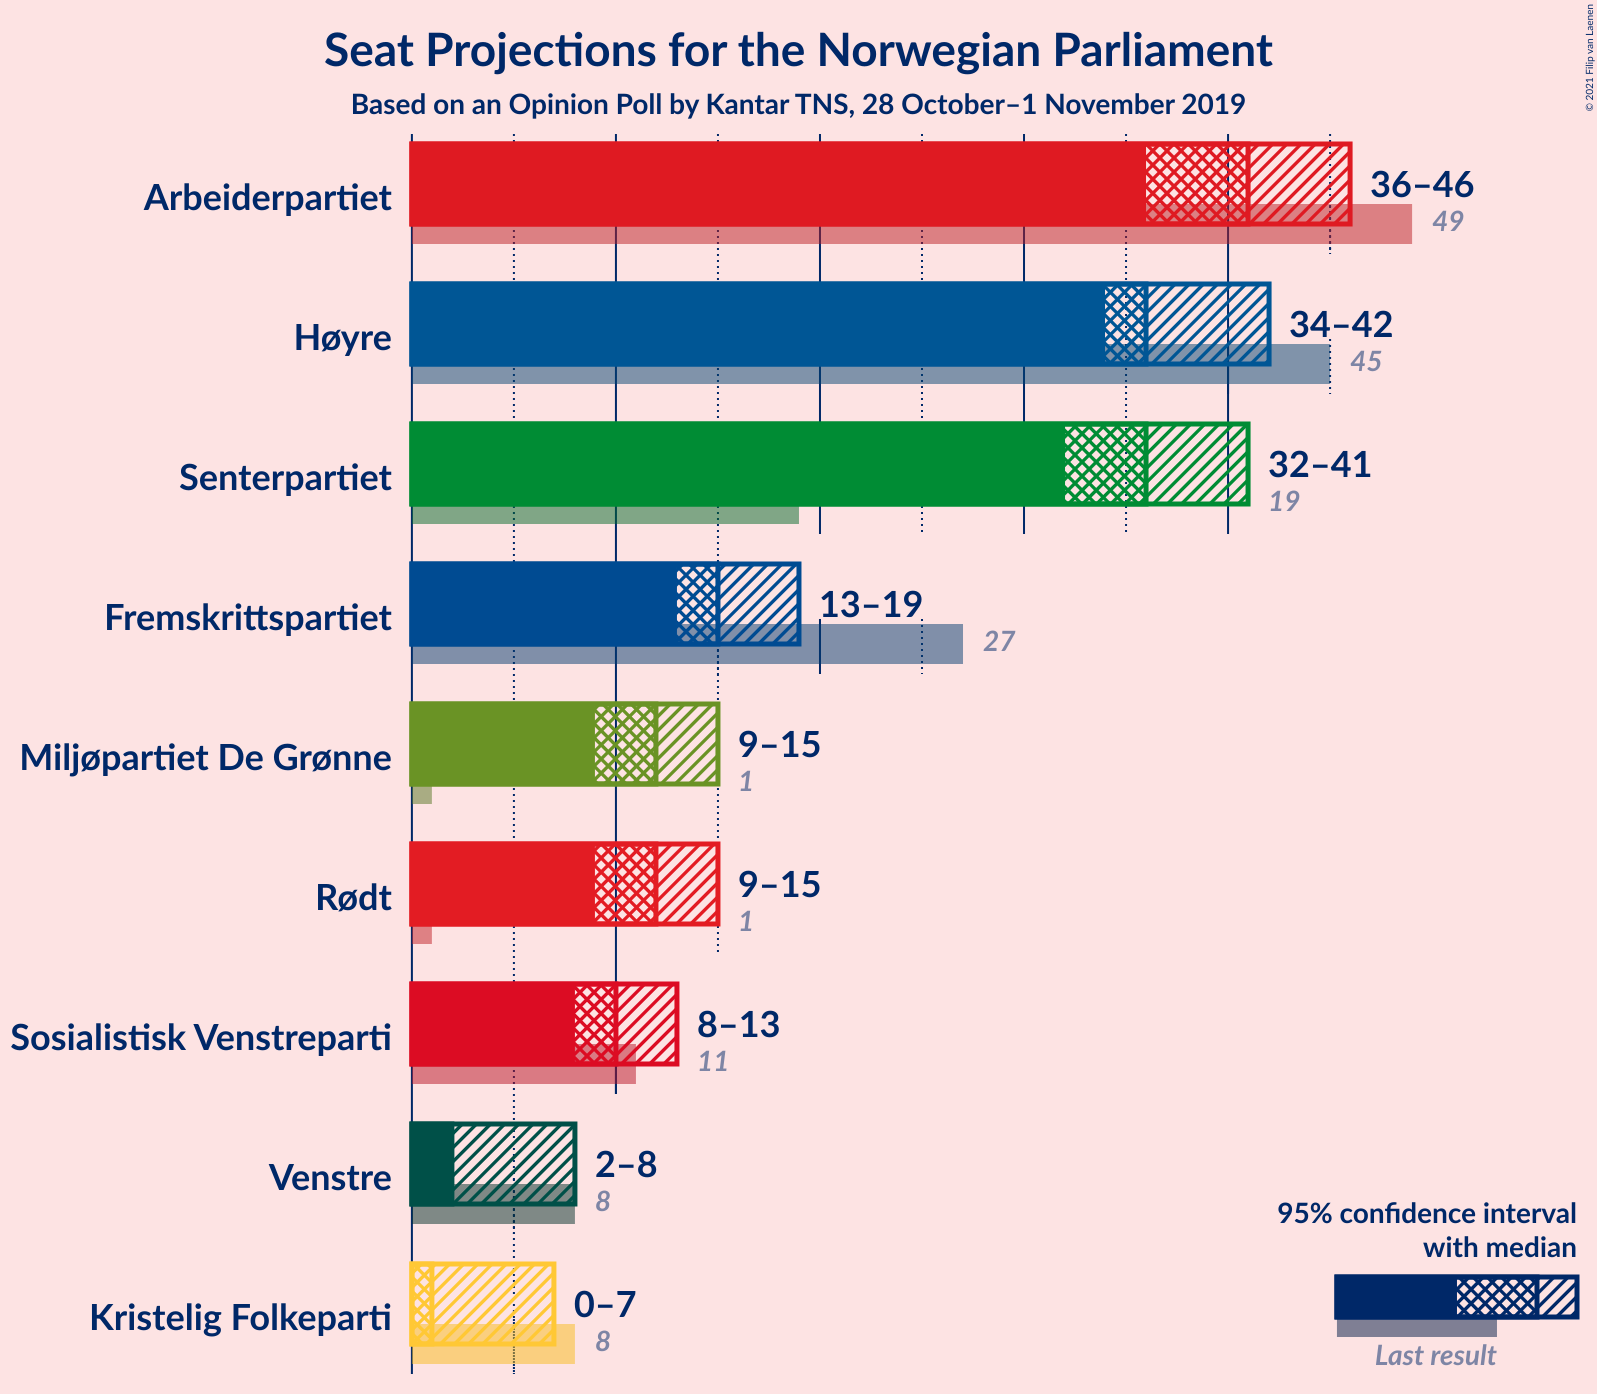 Seat Projections for the Norwegian Parliament
Based on an Opinion Poll by Kantar TNS, 28 October–1 November 2019
© 2021 Filip van Laenen
Arbeiderpartiet
36–46
49
Høyre
34–42
45
Senterpartiet
32–41
19
Fremskrittspartiet
13–19
27
Miljøpartiet De Grønne
9–15
1
Rødt
9–15
1
Sosialistisk Venstreparti
8–13
11
Venstre
2–8
8
Kristelig Folkeparti
0–7
8
95% confidence interval
with median
Last result